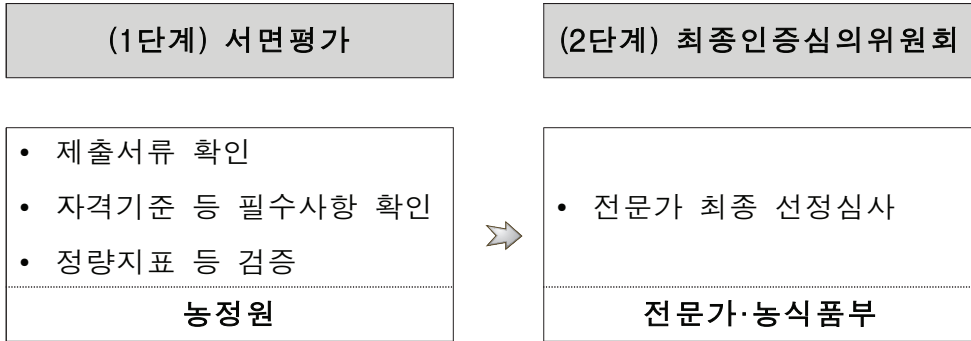 (1단계) 서면평가
• 제출서류 확인
• 자격기준 등 필수사항 확인
• 정량지표 등 검증
농정원
(2단계) 최종인증심의위원회
• 전문가 최종 선정심사
전문가·농식품부